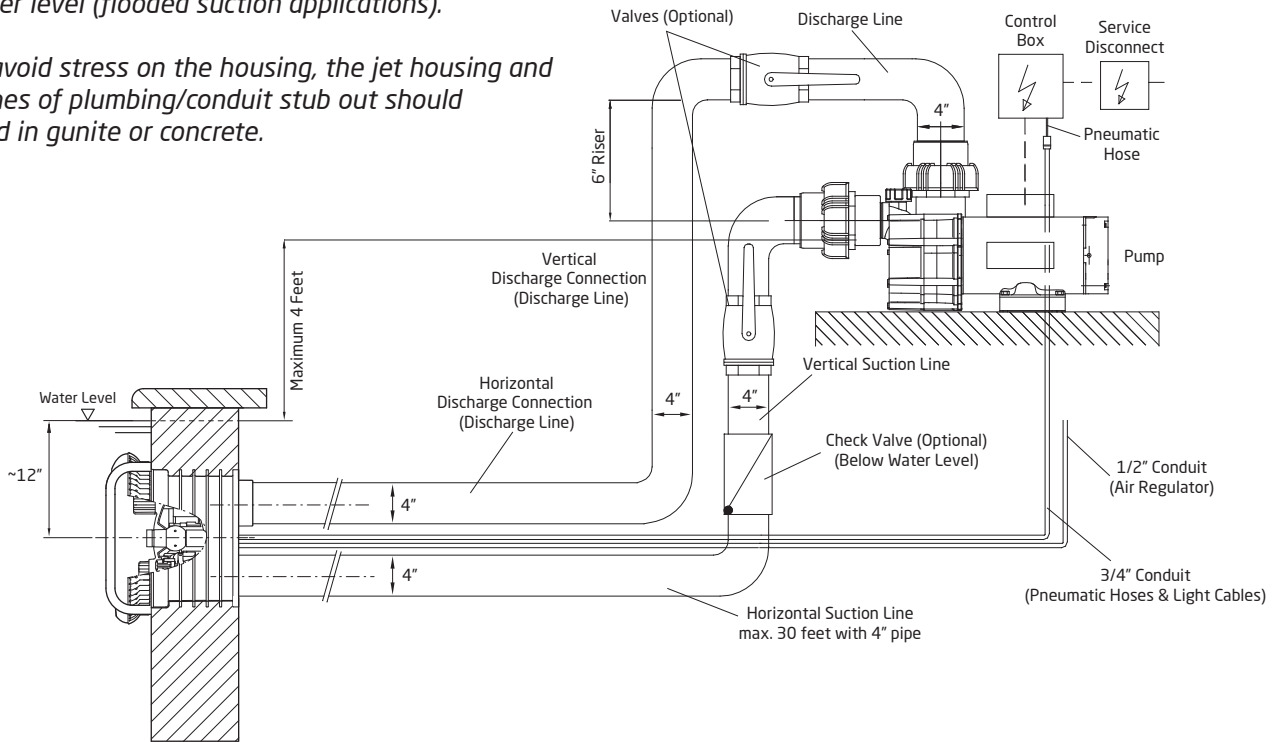 er level (flooded suction applications).
avoid stress on the housing, the jet housing and
nes of plumbing/conduit stub out should
d in gunite or concrete.
Valves (Optional)
Discharge Line
Control
Box
Service
Disconnect
4"
Pneumatic
Hose
6" Riser
Pump
Vertical
Discharge Connection
(Discharge Line)
Maximum 4 Feet
Vertical Suction Line
Horizontal
Discharge Connection
(Discharge Line)
4"
4"
Water Level
Check Valve (Optional)
(Below Water Level)
~12"
1/2" Conduit
(Air Regulator)
4"
4"
3/4" Conduit
(Pneumatic Hoses & Light Cables)
Horizontal Suction Line
max. 30 feet with 4" pipe